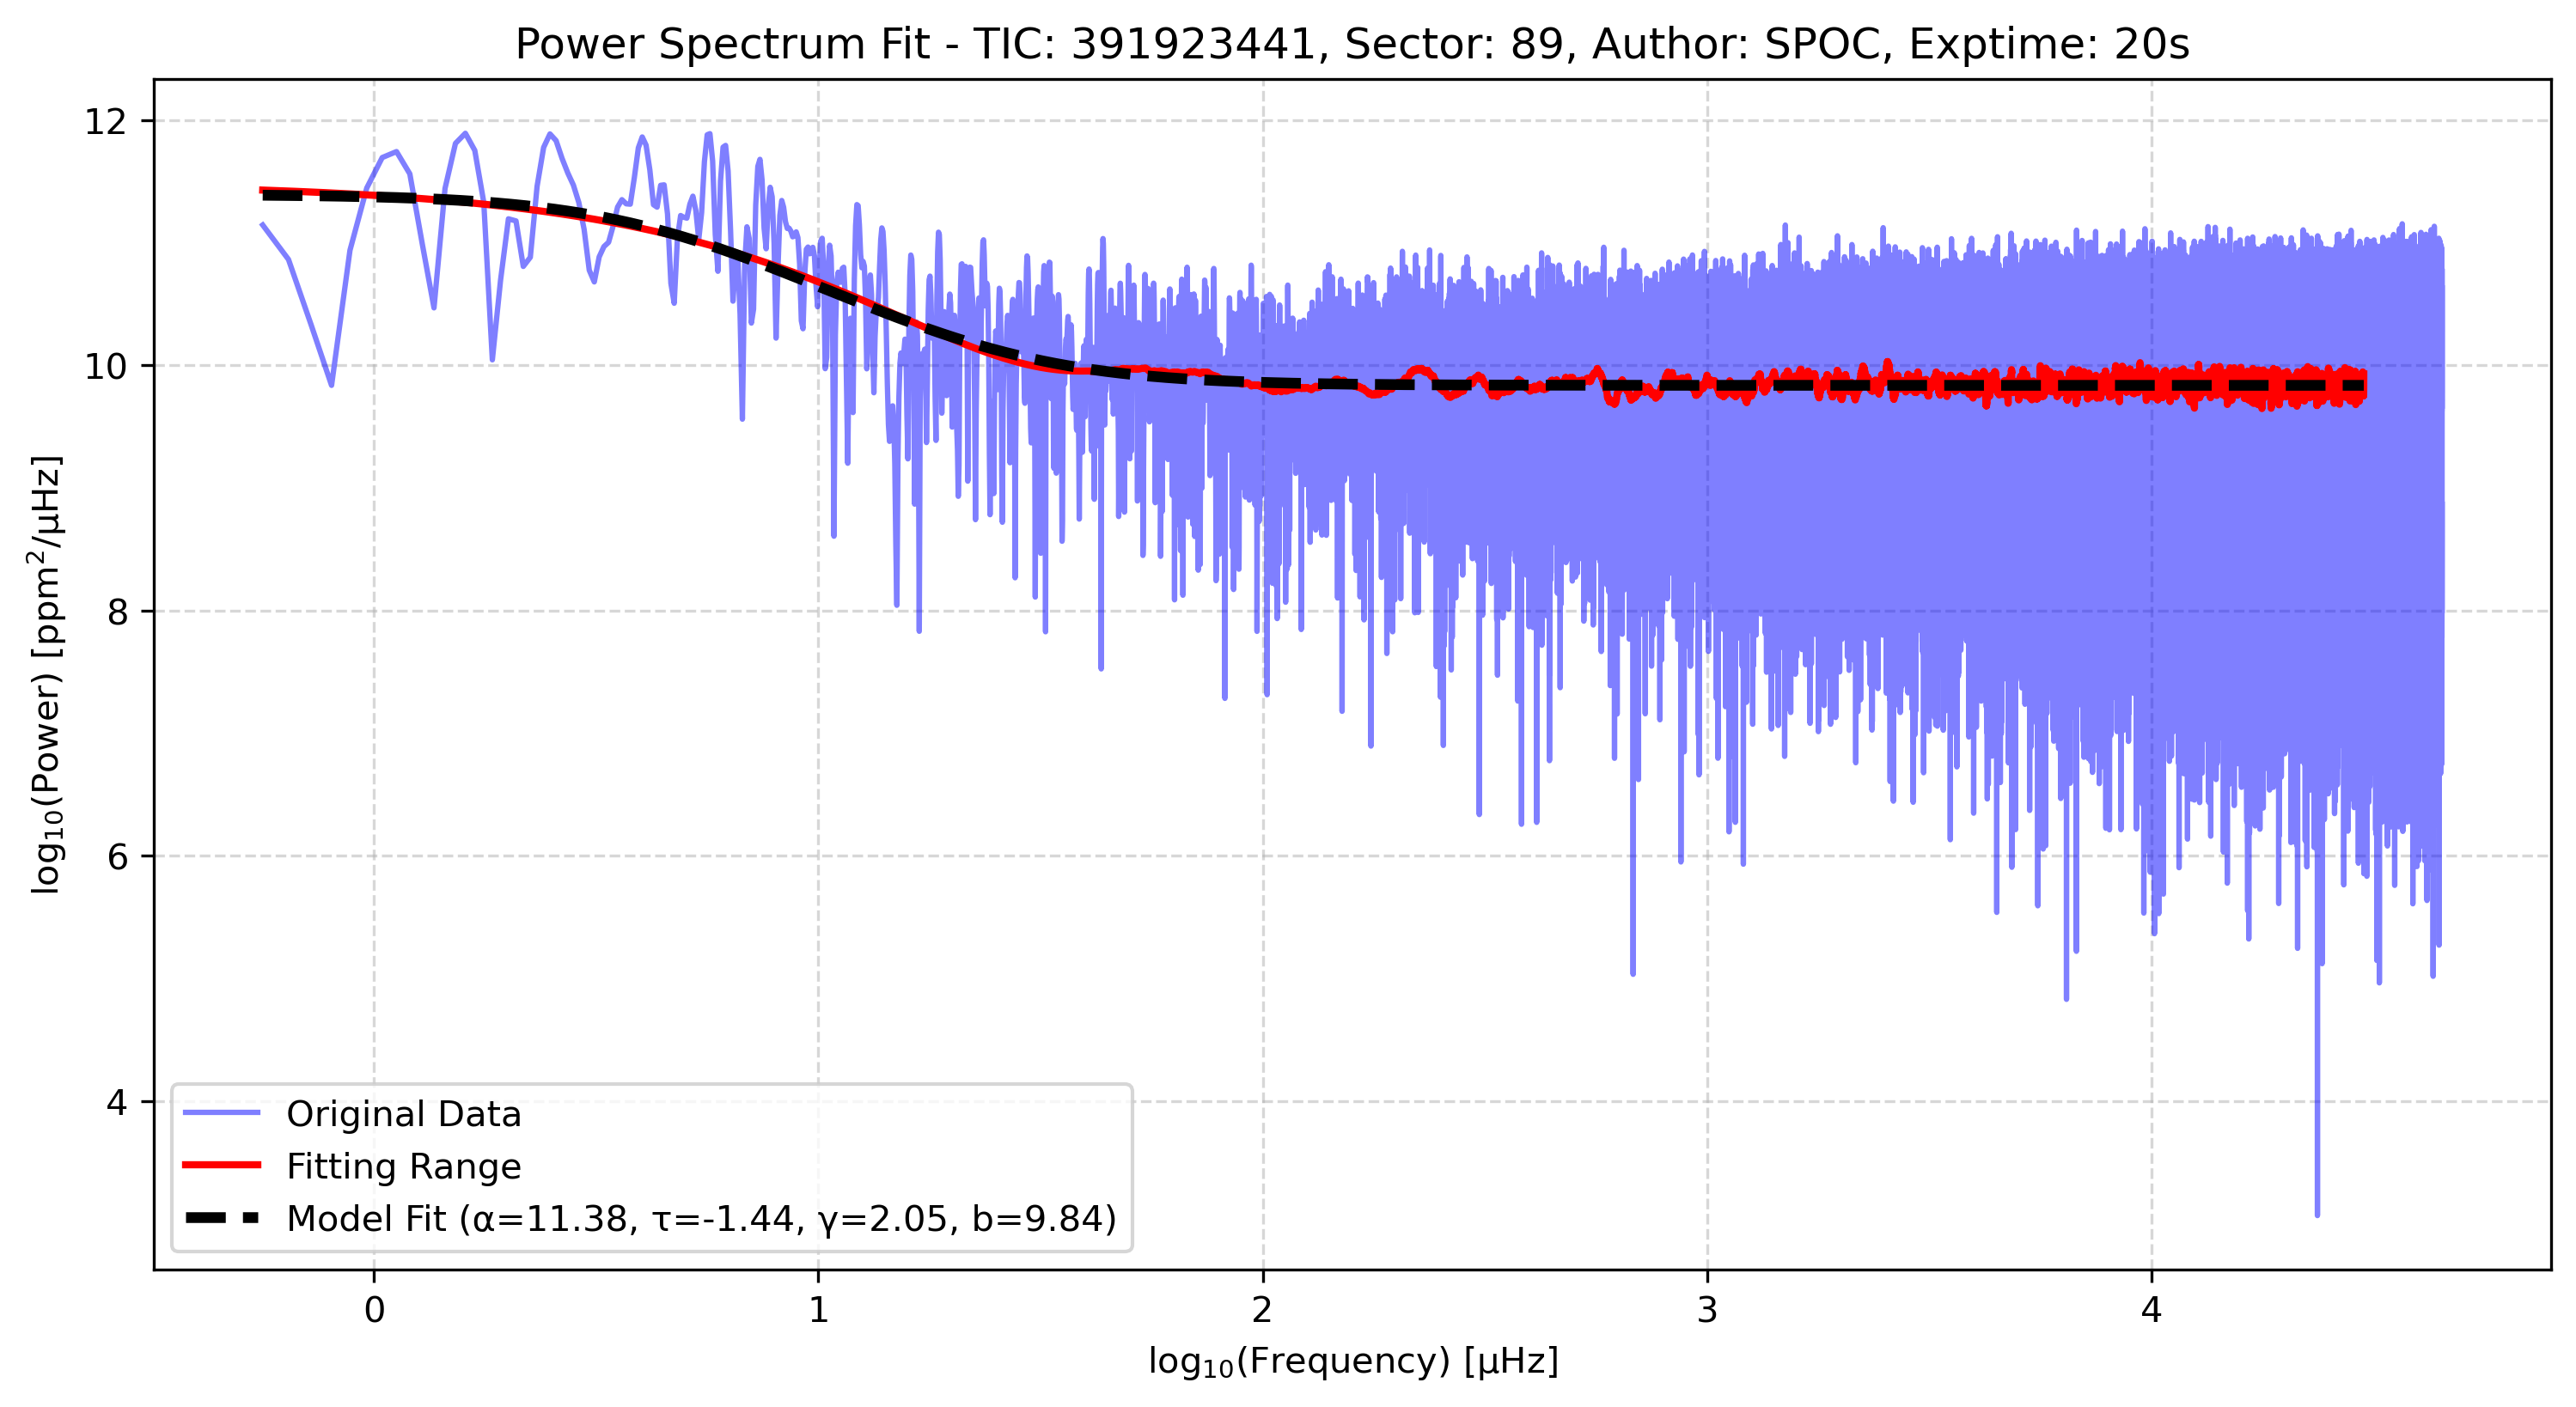 Power Spectrum Fit - TIC: 391923441, Sector: 89, Author: SPOC, Exptime: 20s
12
10
8
6
4
log₁₀(Power) [ppm²/μHz]
Original Data
Fitting Range
Model Fit (α=11.38, τ=-1.44, γ=2.05, b=9.84)
0 1 2 3 4
log₁₀(Frequency) [μHz]